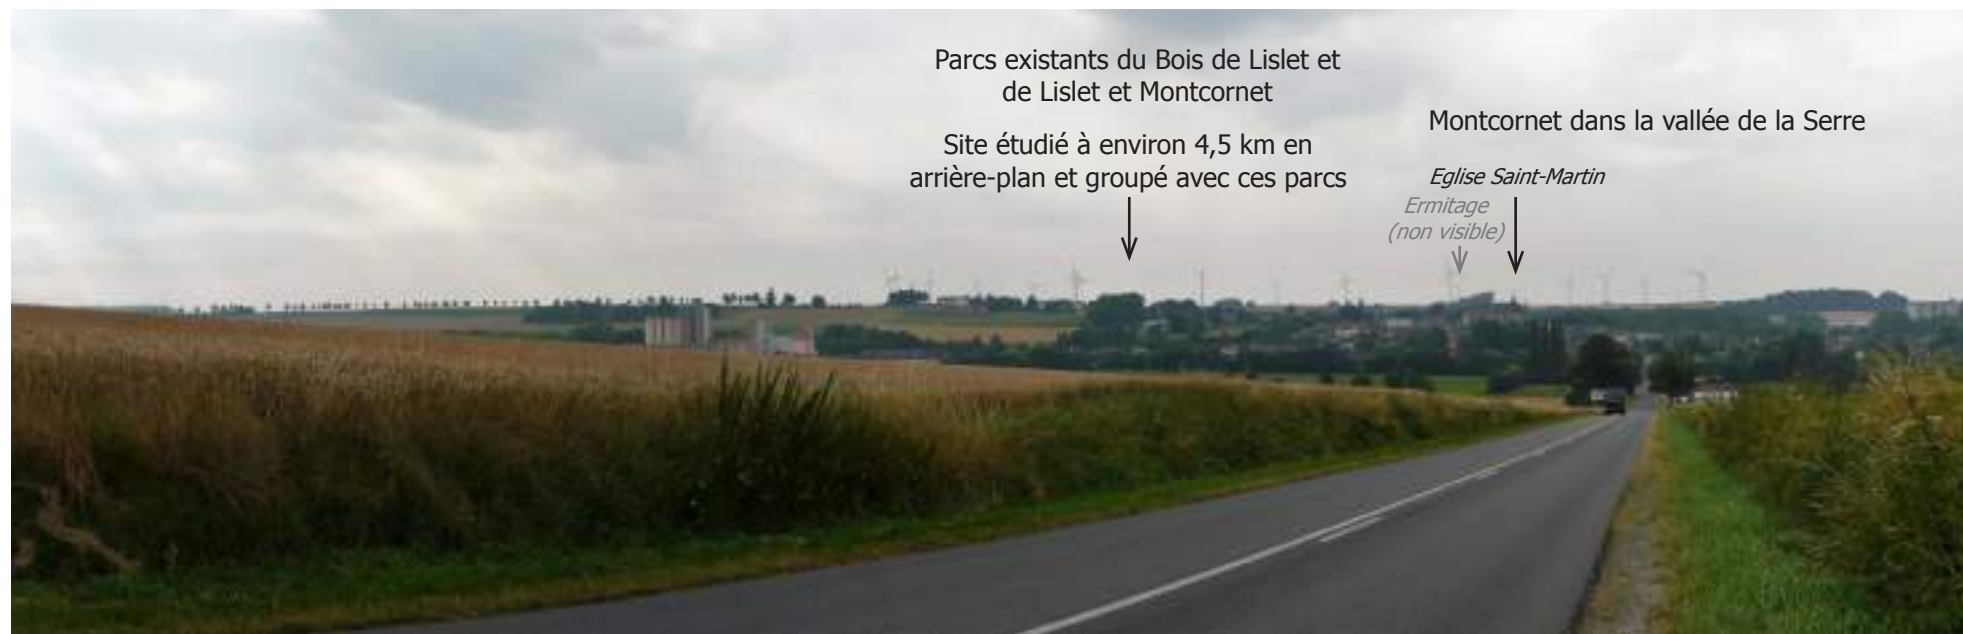 Parcs existants du Bois de Lislet et
de Lislet et Montcornet
Site étudié à environ 4,5 km en
arrière-plan et groupé avec ces parcs
Montcornet dans la vallée de la Serre
Eglise Saint-Martin
Ermitage
(non visible)